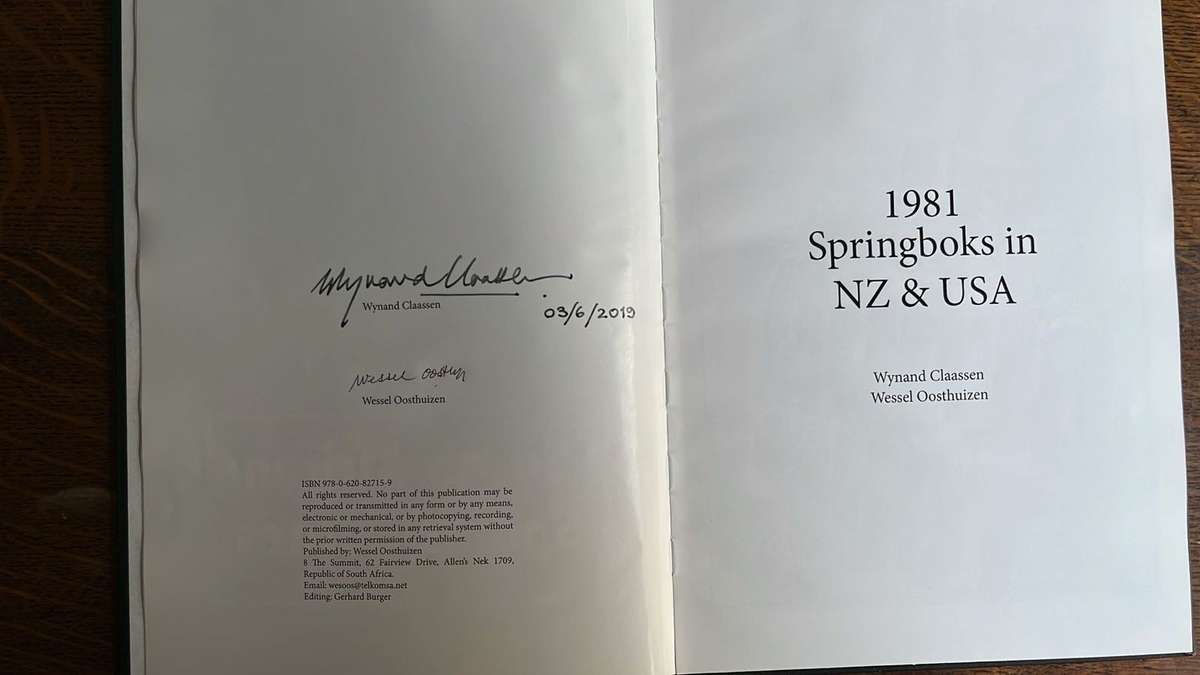 Wynand Claassen
Wynand Claassen
03/6/2019
Wessel
Wessel Oosthuizen
ISBN 978-0-620-82715-9
All rights reserved. No part of this publication may be
reproduced or transmitted in any form or by any means,
electronic or mechanical, or by photocopying, recording,
or microfilming, or stored in any retrieval system without
the prior written permission of the publisher.
Published by: Wessel Oosthuizen
8 The Summit, 62 Fairview Drive, Allen's Nek 1709,
Republic of South Africa.
Email: wesoos@telkomsa.net
Editing: Gerhard Burger
1981
Springboks in
NZ & USA
Wynand Claassen
Wessel Oosthuizen